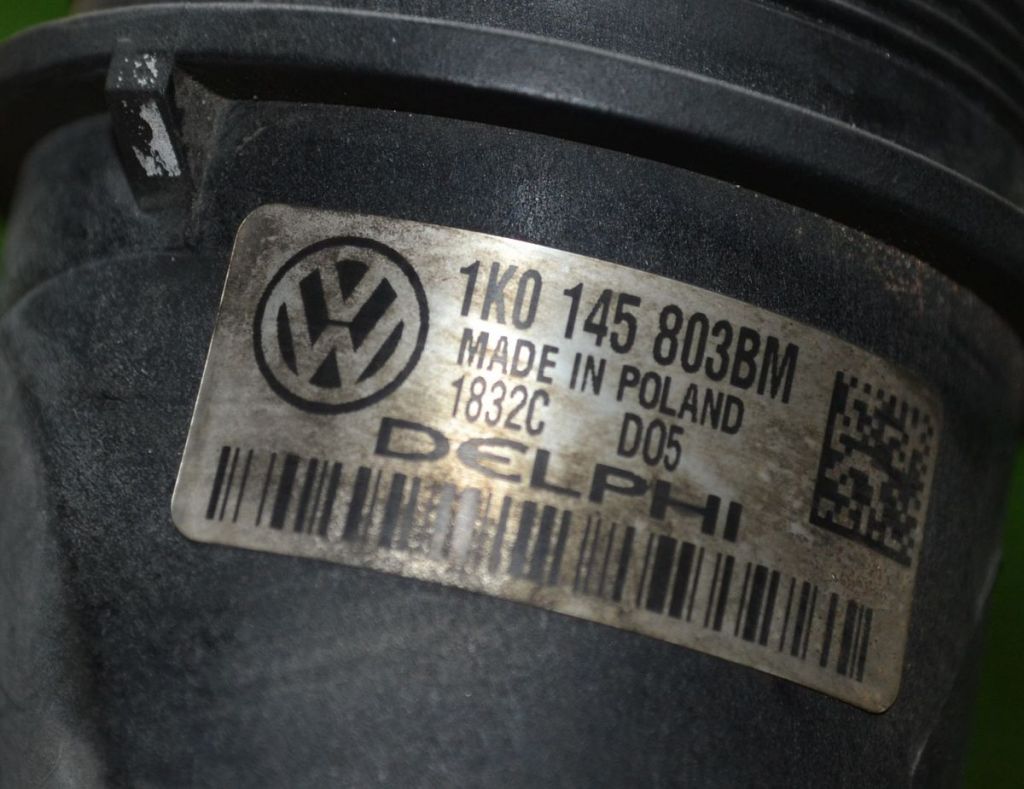 1K0 145 803BM
MADE IN POLAND
1832C D05
DELPHI